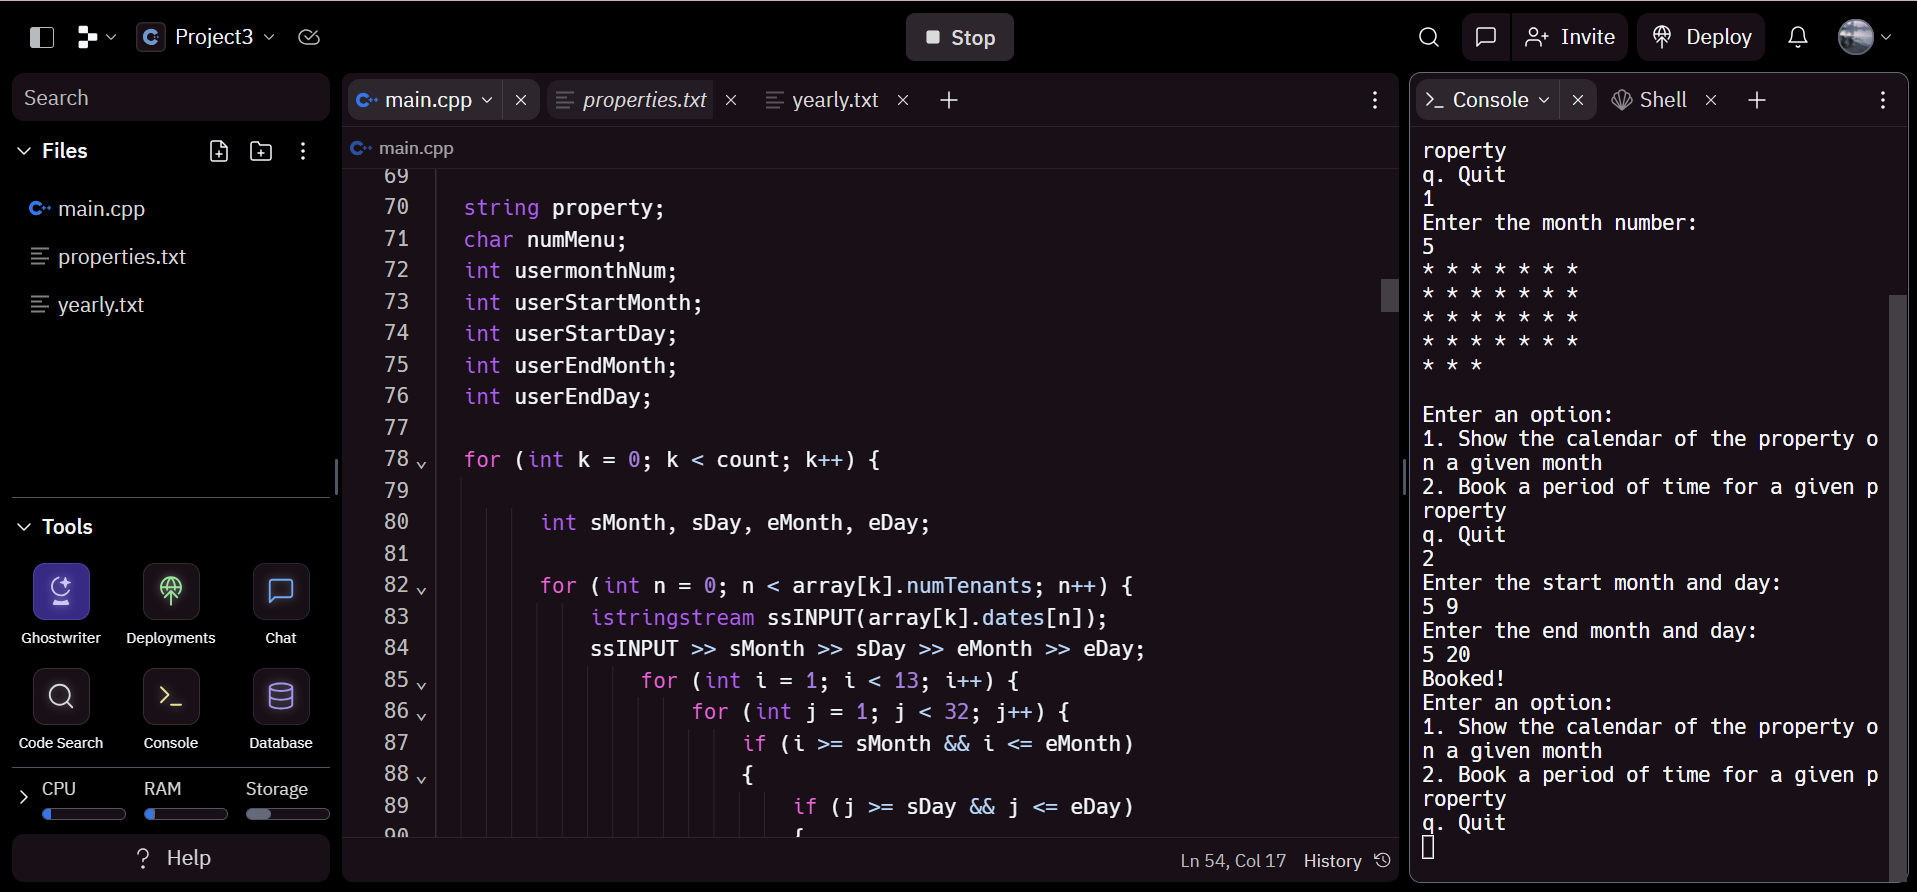 Project3
Stop
Invite
Deploy
Search
Files
main.cpp
properties.txt
yearly.txt
Tools
Ghostwriter
Deployments
Chat
Code Search
Console
Database
CPU
RAM
Storage
? Help
main.cpp
properties.txt
yearly.txt
main.cpp
69
70 string property;
71 char numMenu;
72 int usermonthNum;
73 int userStartMonth;
74 int userStartDay;
75 int userEndMonth;
76 int userEndDay;
77
78 for (int k = 0; k < count; k++) {
79
80 int sMonth, sDay, eMonth, eDay;
81
82 for (int n = 0; n < array[k].numTenants; n++) {
83 istringstream ssINPUT(array[k].dates[n]);
84 ssINPUT >> sMonth >> sDay >> eMonth >> eDay;
85 for (int i = 1; i < 13; i++) {
86 for (int j = 1; j < 32; j++) {
87 if (i >= sMonth && i <= eMonth)
88 {
89 if (j >= sDay && j <= eDay)
90 {
Ln 54, Col 17 History
Console
Shell
roperty
q. Quit
1
Enter the month number:
5
* * * * * * *
* * * * * * *
* * * * * * *
* * * * * * *
* * *
Enter an option:
1. Show the calendar of the property o
n a given month
2. Book a period of time for a given p
roperty
q. Quit
2
Enter the start month and day:
5 9
Enter the end month and day:
5 20
Booked!
Enter an option:
1. Show the calendar of the property o
n a given month
2. Book a period of time for a given p
roperty
q. Quit